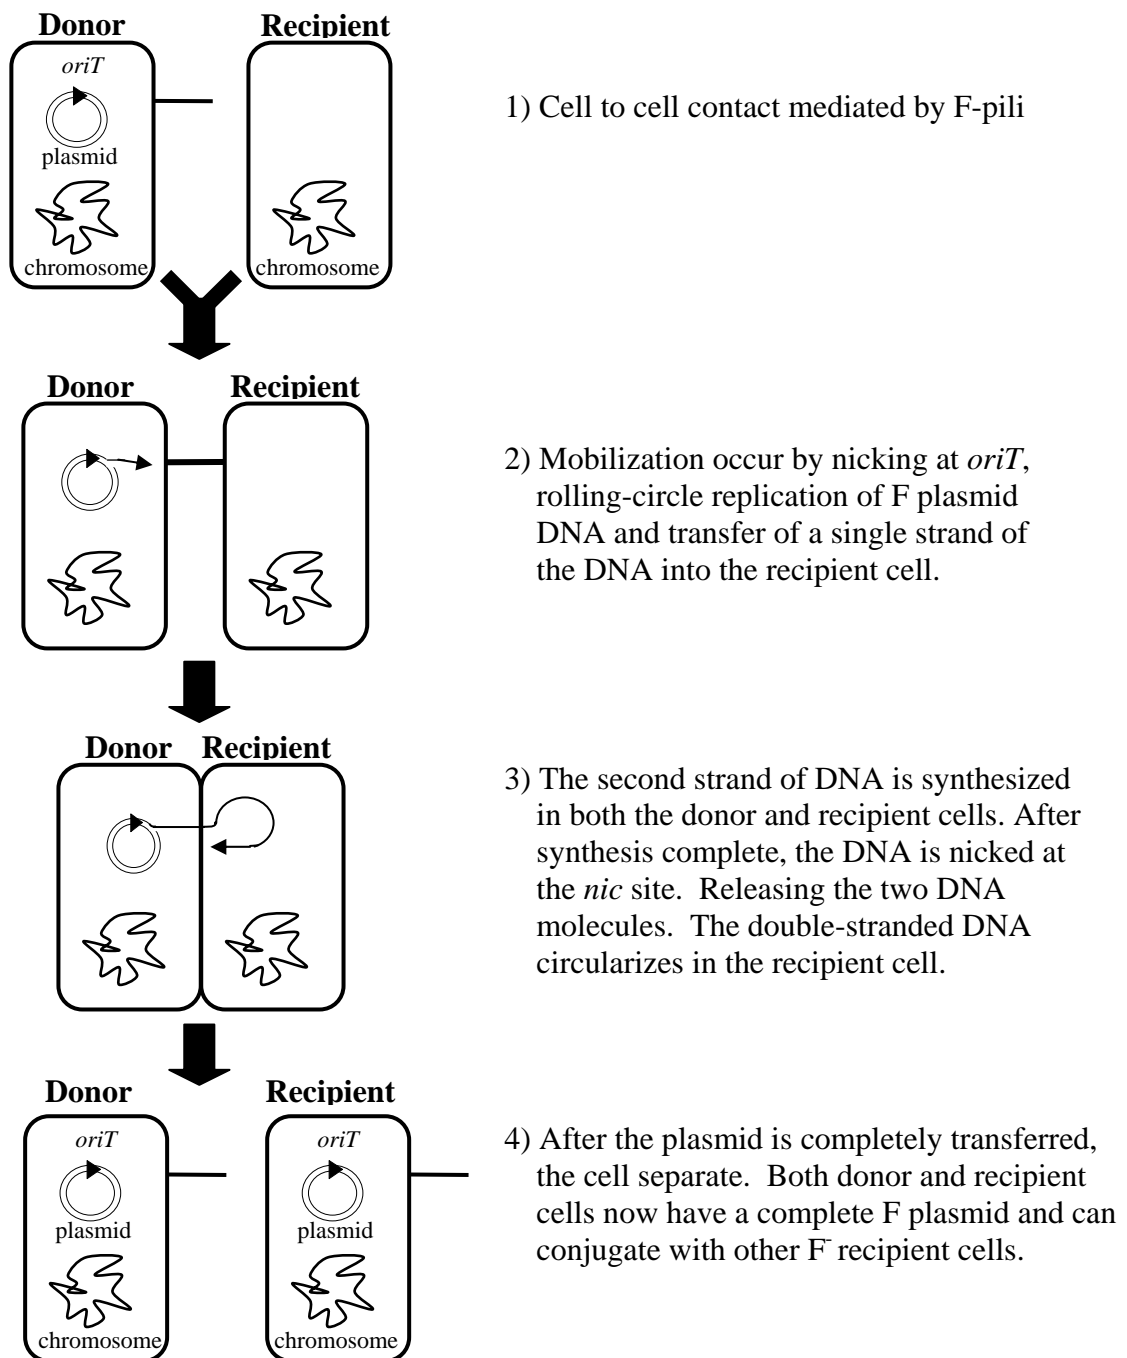 Donor
Recipient
oriT
plasmid
chromosome
chromosome
1) Cell to cell contact mediated by F-pili
Donor
Recipient
2) Mobilization occur by nicking at oriT,
rolling-circle replication of F plasmid
DNA and transfer of a single strand of
the DNA into the recipient cell.
Donor
Recipient
3) The second strand of DNA is synthesized
in both the donor and recipient cells. After
synthesis complete, the DNA is nicked at
the nic site. Releasing the two DNA
molecules. The double-stranded DNA
circularizes in the recipient cell.
Donor
Recipient
oriT
plasmid
chromosome
oriT
plasmid
chromosome
4) After the plasmid is completely transferred,
the cell separate. Both donor and recipient
cells now have a complete F plasmid and can
conjugate with other F⁻ recipient cells.